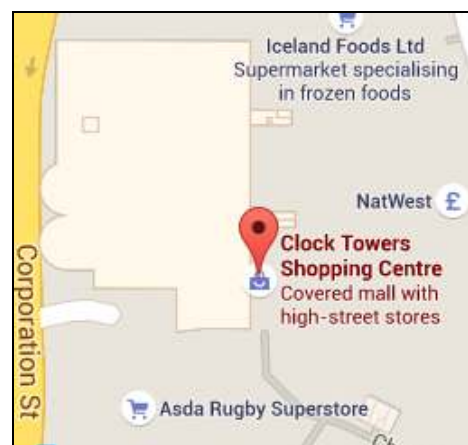 Iceland Foods Ltd
Supermarket specialising
in frozen foods
NatWest £
Clock Towers
Shopping Centre
Covered mall with
high-street stores
Corporation St
Asda Rugby Superstore
Ct